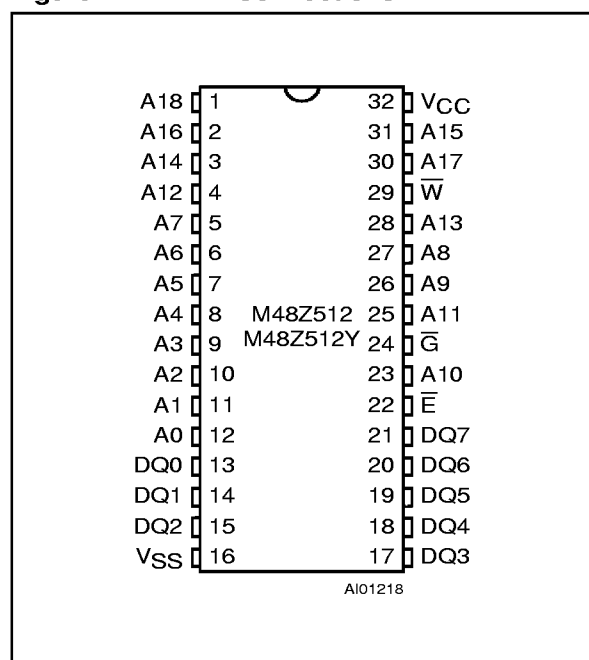 A18 1 32 VCC
A16 2 31 A15
A14 3 30 A17
A12 4 29 W̅
A7 5 28 A13
A6 6 27 A8
A5 7 26 A9
A4 8 M48Z512 25 A11
A3 9 M48Z512Y 24 G̅
A2 10 23 A10
A1 11 22 E̅
A0 12 21 DQ7
DQ0 13 20 DQ6
DQ1 14 19 DQ5
DQ2 15 18 DQ4
VSS 16 17 DQ3
AI01218